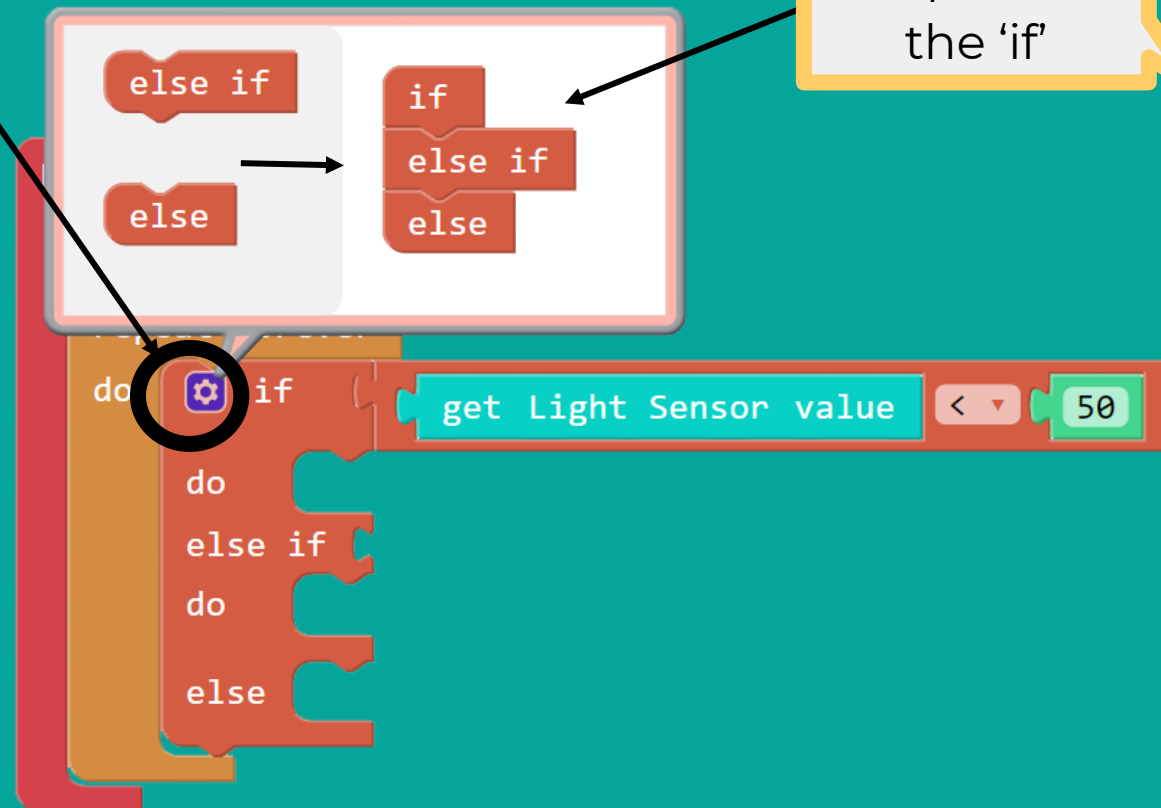 the ‘if’
else if
else
if
else if
else
do
if
get Light Sensor value
<
50
do
else if
do
else